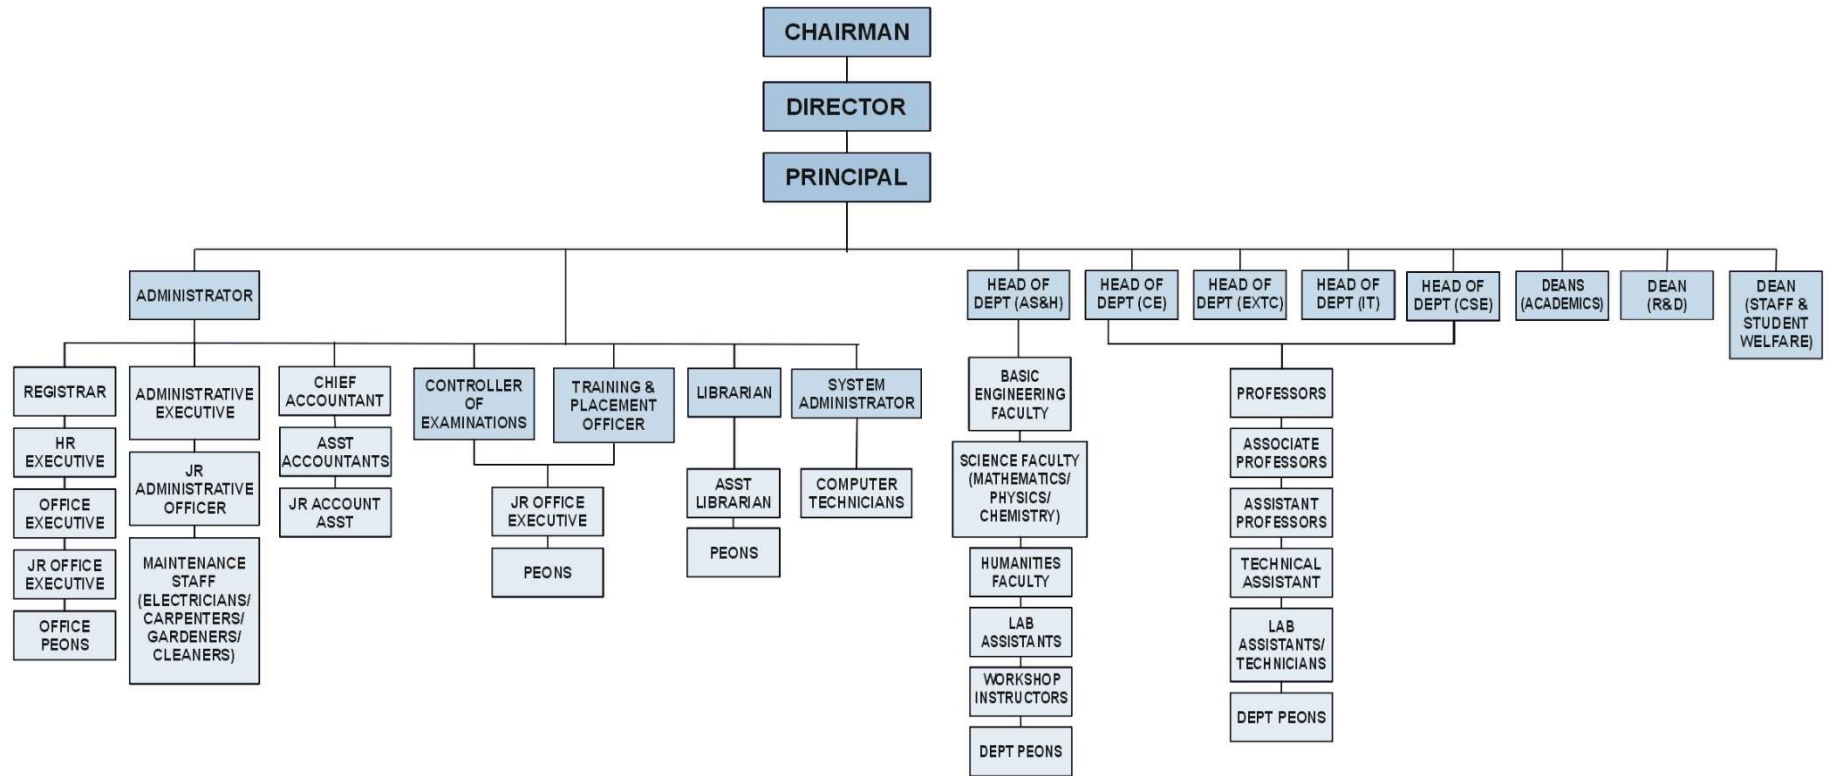 CHAIRMAN
DIRECTOR
PRINCIPAL
ADMINISTRATOR
HEAD OF
DEPT (AS&H)
HEAD OF
DEPT (CE)
HEAD OF
DEPT (EXTC)
HEAD OF
DEPT (IT)
HEAD OF
DEPT (CSE)
DEANS
(ACADEMICS)
DEAN
(R&D)
DEAN
(STAFF &
STUDENT
WELFARE)
REGISTRAR
HR
EXECUTIVE
OFFICE
EXECUTIVE
JR OFFICE
EXECUTIVE
OFFICE
PEONS
ADMINISTRATIVE
EXECUTIVE
JR
ADMINISTRATIVE
OFFICER
MAINTENANCE
STAFF
(ELECTRICIANS/
CARPENTERS/
GARDENERS/
CLEANERS)
CHIEF
ACCOUNTANT
ASST
ACCOUNTANTS
JR ACCOUNT
ASST
CONTROLLER
OF
EXAMINATIONS
TRAINING &
PLACEMENT
OFFICER
JR OFFICE
EXECUTIVE
PEONS
LIBRARIAN
ASST
LIBRARIAN
PEONS
SYSTEM
ADMINISTRATOR
COMPUTER
TECHNICIANS
BASIC
ENGINEERING
FACULTY
SCIENCE FACULTY
(MATHEMATICS/
PHYSICS/
CHEMISTRY)
HUMANITIES
FACULTY
LAB
ASSISTANTS
WORKSHOP
INSTRUCTORS
DEPT PEONS
PROFESSORS
ASSOCIATE
PROFESSORS
ASSISTANT
PROFESSORS
TECHNICAL
ASSISTANT
LAB
ASSISTANTS/
TECHNICIANS
DEPT PEONS